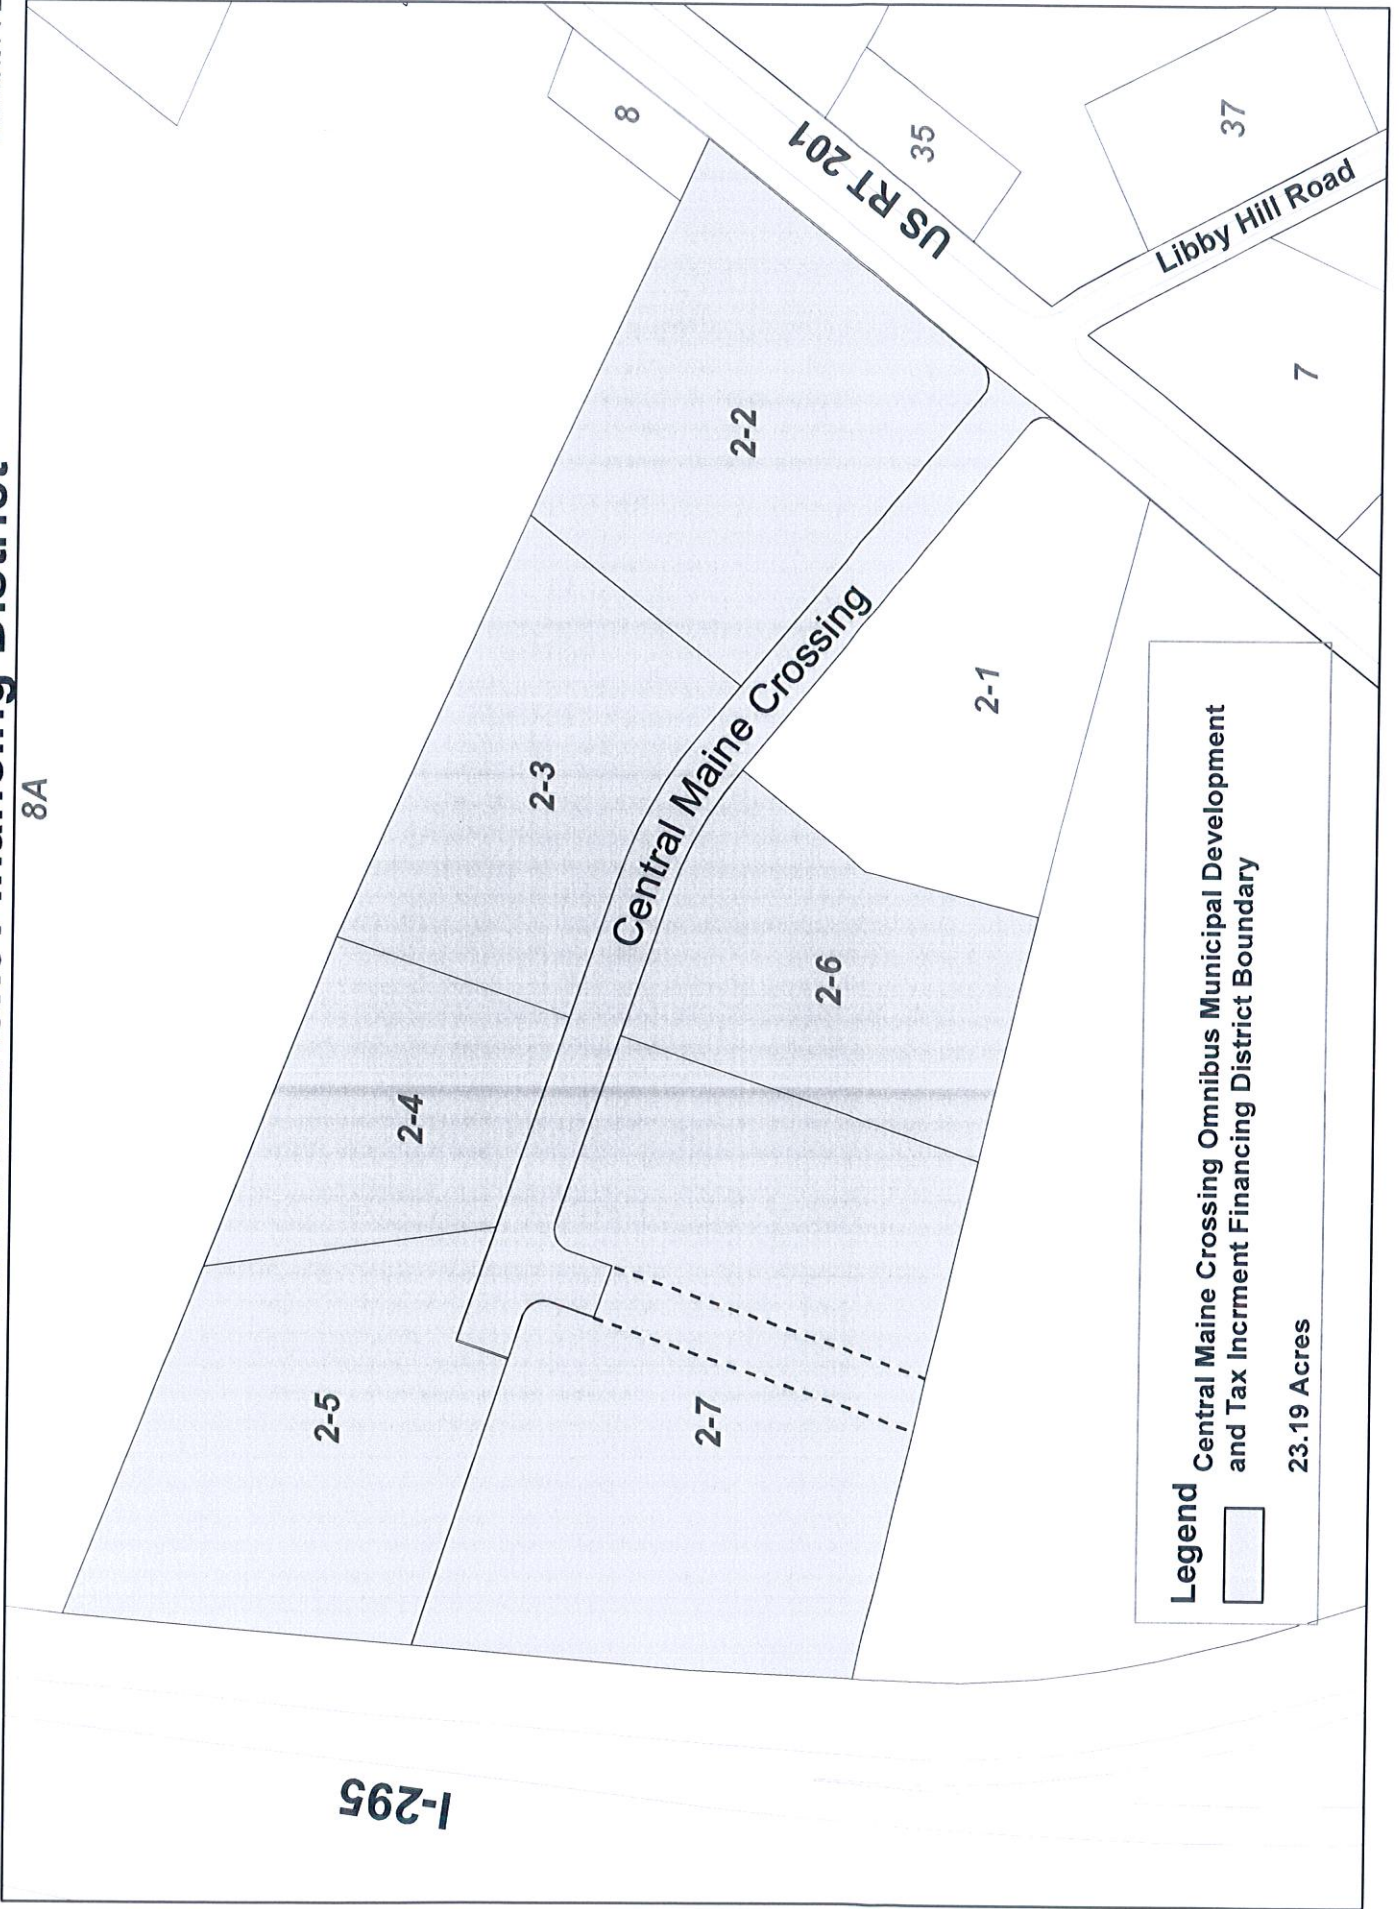 Financing District
8A
8
US RT 201
35
37
Libby Hill Road
7
2-2
2-3
Central Maine Crossing
2-1
2-4
2-6
2-5
2-7
I-295
Legend
Central Maine Crossing Omnibus Municipal Development
and Tax Incrment Financing District Boundary
23.19 Acres